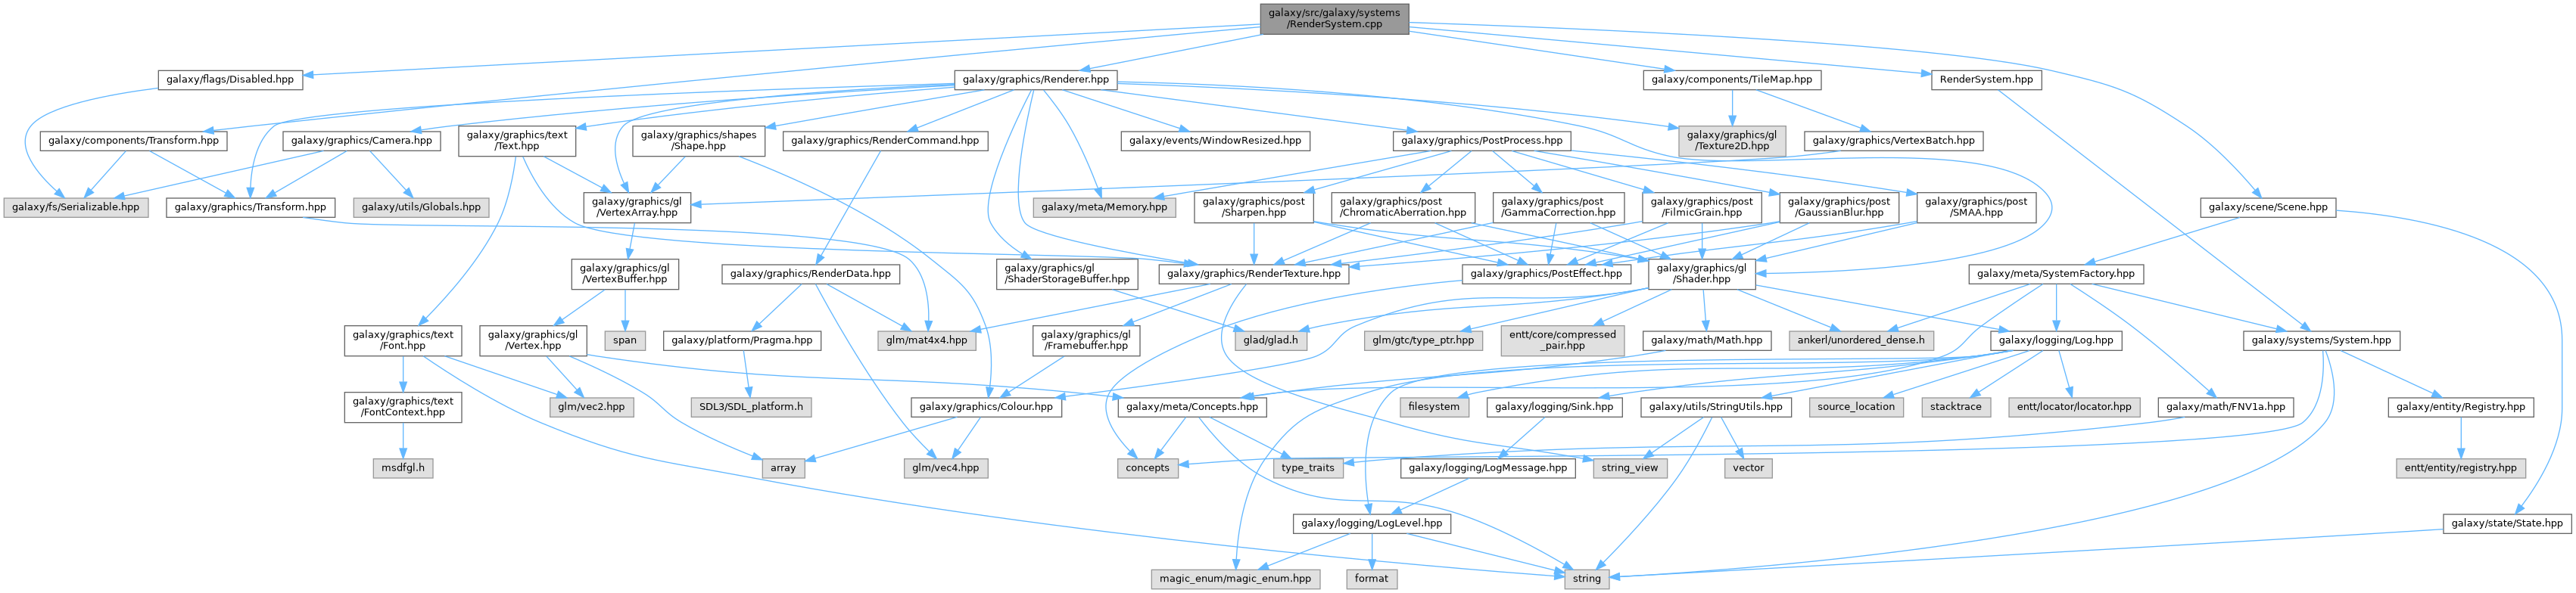 galaxy/src/galaxy/systems
/RenderSystem.cpp
galaxy/flags/Disabled.hpp
galaxy/graphics/Renderer.hpp
galaxy/components/TileMap.hpp
RenderSystem.hpp
galaxy/components/Transform.hpp
galaxy/graphics/Camera.hpp
galaxy/graphics/text
/Text.hpp
galaxy/graphics/shapes
/Shape.hpp
galaxy/graphics/RenderCommand.hpp
galaxy/events/WindowResized.hpp
galaxy/graphics/PostProcess.hpp
galaxy/graphics/gl
/Texture2D.hpp
galaxy/graphics/VertexBatch.hpp
galaxy/fs/Serializable.hpp
galaxy/graphics/Transform.hpp
galaxy/utils/Globals.hpp
galaxy/graphics/gl
/VertexArray.hpp
galaxy/meta/Memory.hpp
galaxy/graphics/post
/Sharpen.hpp
galaxy/graphics/post
/ChromaticAberration.hpp
galaxy/graphics/post
/GammaCorrection.hpp
galaxy/graphics/post
/FilmicGrain.hpp
galaxy/graphics/post
/GaussianBlur.hpp
galaxy/graphics/post
/SMAA.hpp
galaxy/scene/Scene.hpp
galaxy/graphics/gl
/VertexBuffer.hpp
galaxy/graphics/RenderData.hpp
galaxy/graphics/gl
/ShaderStorageBuffer.hpp
galaxy/graphics/RenderTexture.hpp
galaxy/graphics/PostEffect.hpp
galaxy/graphics/gl
/Shader.hpp
galaxy/meta/SystemFactory.hpp
galaxy/graphics/text
/Font.hpp
galaxy/graphics/gl
/Vertex.hpp
span
galaxy/platform/Pragma.hpp
glm/mat4x4.hpp
galaxy/graphics/gl
/Framebuffer.hpp
glad/glad.h
glm/gtc/type_ptr.hpp
entt/core/compressed
_pair.hpp
galaxy/math/Math.hpp
ankerl/unordered_dense.h
galaxy/logging/Log.hpp
galaxy/systems/System.hpp
galaxy/graphics/text
/FontContext.hpp
glm/vec2.hpp
SDL3/SDL_platform.h
galaxy/graphics/Colour.hpp
galaxy/meta/Concepts.hpp
filesystem
galaxy/logging/Sink.hpp
galaxy/utils/StringUtils.hpp
source_location
stacktrace
entt/locator/locator.hpp
galaxy/math/FNV1a.hpp
galaxy/entity/Registry.hpp
msdfgl.h
array
glm/vec4.hpp
concepts
type_traits
galaxy/logging/LogMessage.hpp
string_view
vector
entt/entity/registry.hpp
galaxy/logging/LogLevel.hpp
galaxy/state/State.hpp
magic_enum/magic_enum.hpp
format
string